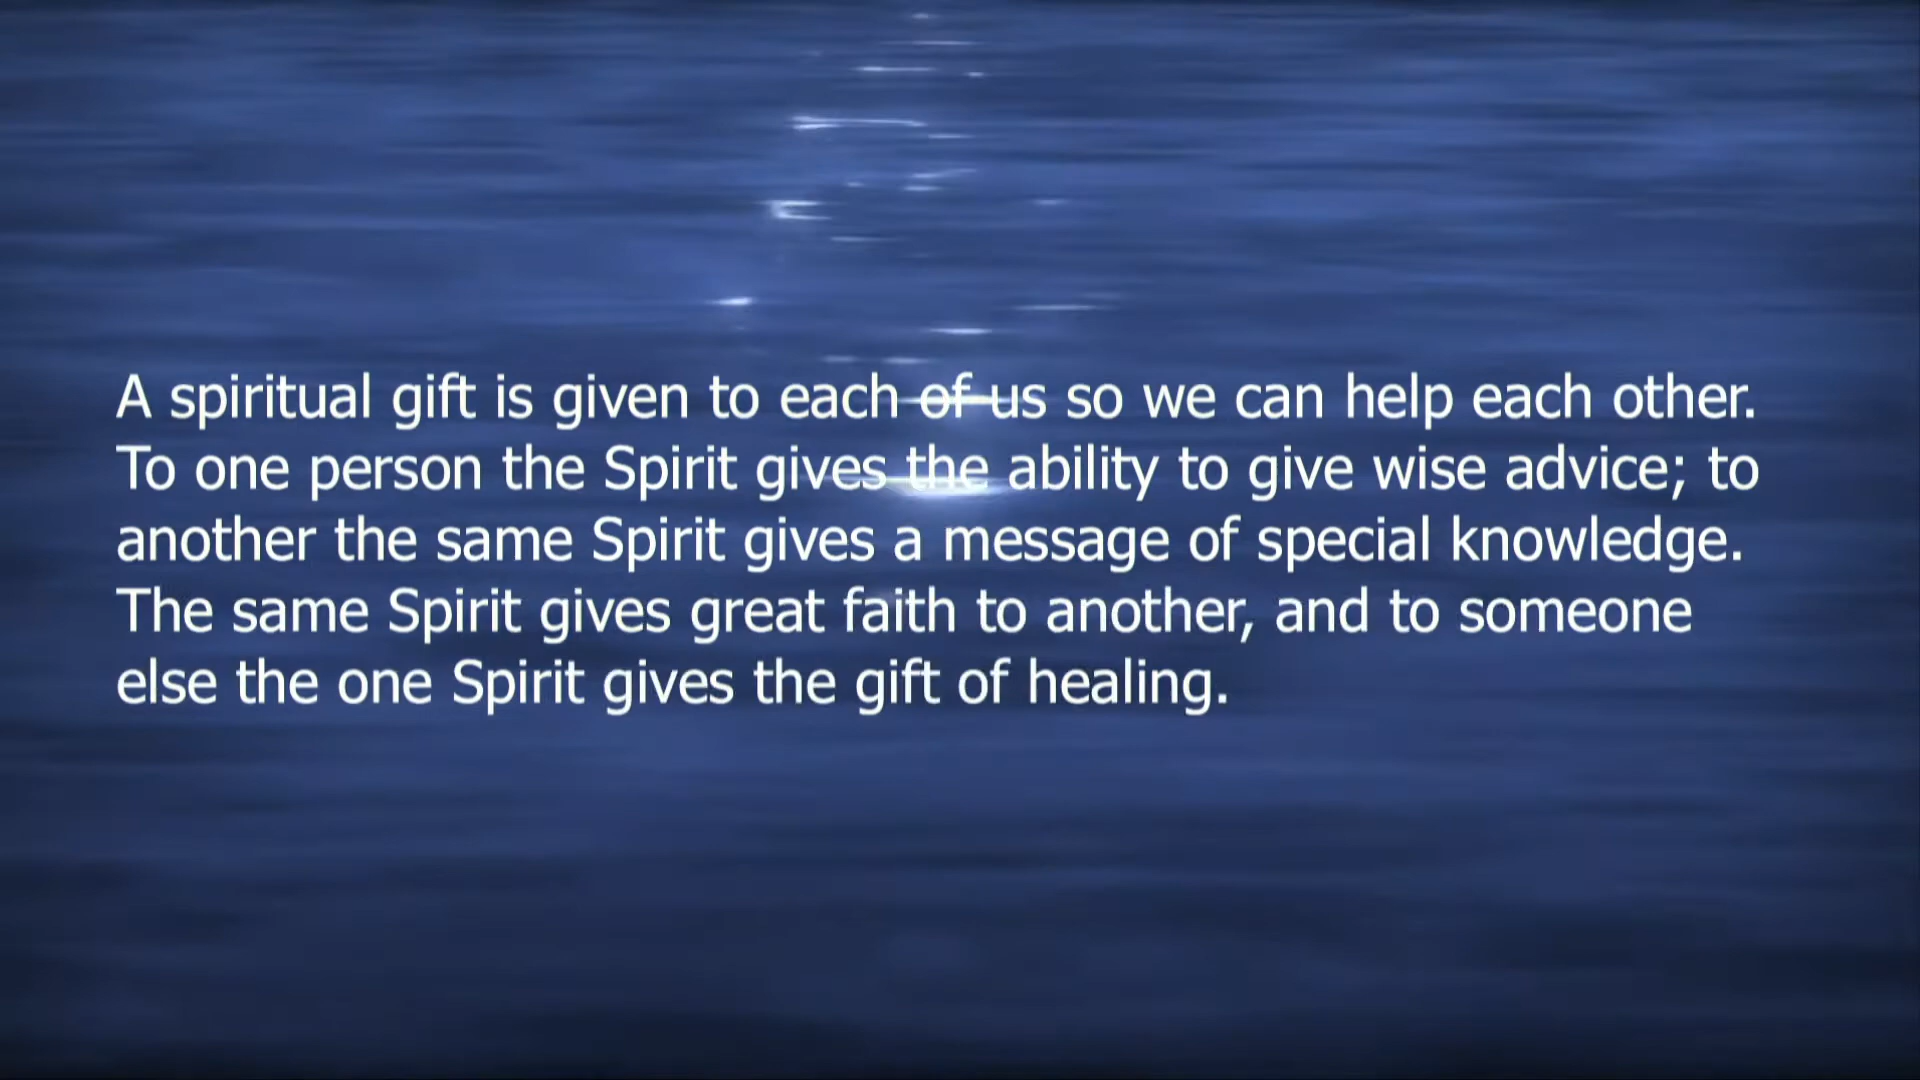 A spiritual gift is given to each of us so we can help each other.
To one person the Spirit gives the ability to give wise advice; to
another the same Spirit gives a message of special knowledge.
The same Spirit gives great faith to another, and to someone
else the one Spirit gives the gift of healing.